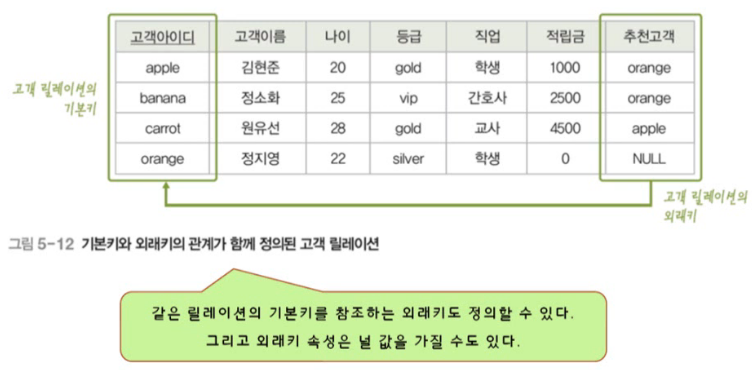 고객아이디 고객이름 나이 등급 직업 적립금 추천고객
apple 김현준 20 gold 학생 1000 orange
banana 정소화 25 vip 간호사 2500 orange
carrot 원유선 28 gold 교사 4500 apple
orange 정지영 22 silver 학생 0 NULL
고객 릴레이션의
기본키
고객 릴레이션의
외래키
그림 5-12 기본키와 외래키의 관계가 함께 정의된 고객 릴레이션
같은 릴레이션의 기본키를 참조하는 외래키도 정의할 수 있다.
그리고 외래키 속성은 널 값을 가질 수도 있다.